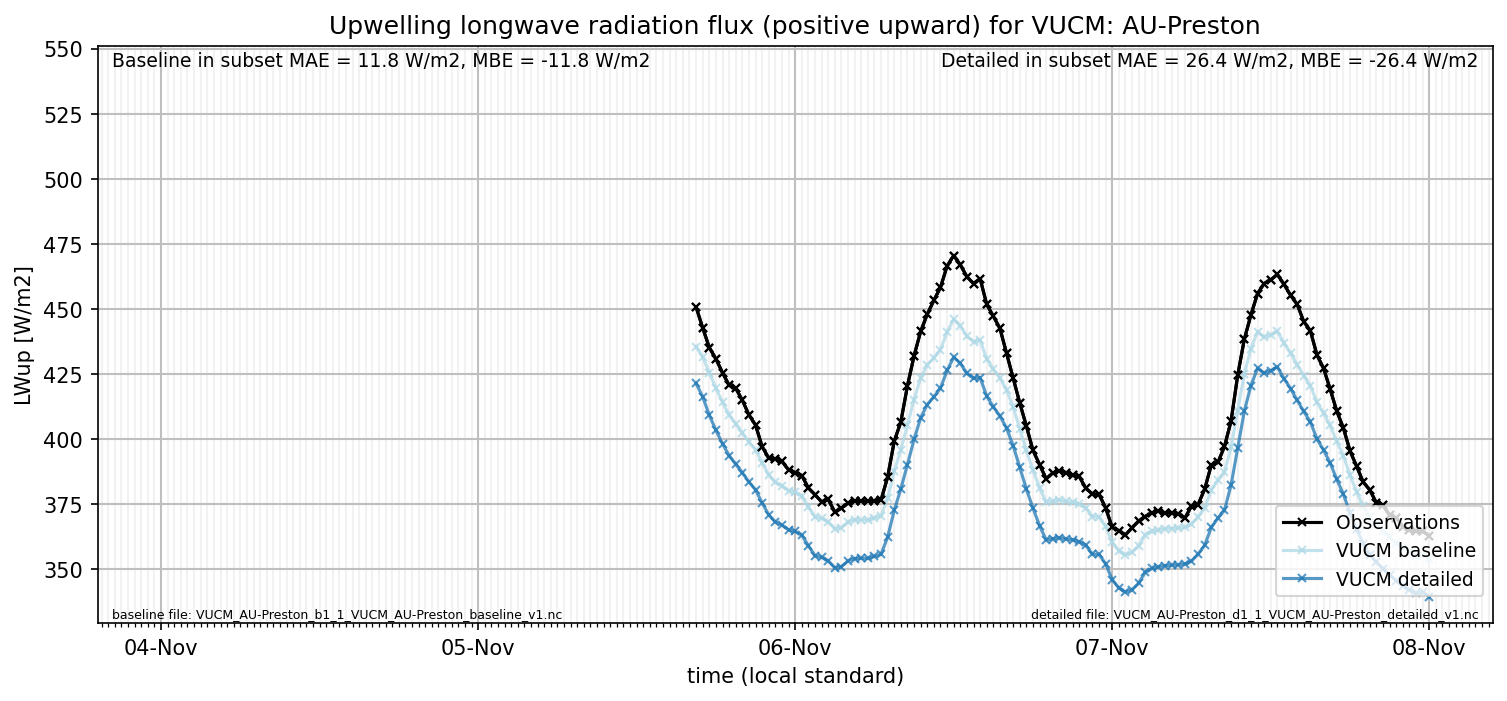 Upwelling longwave radiation flux (positive upward) for VUCM: AU-Preston
Baseline in subset MAE = 11.8 W/m2, MBE = -11.8 W/m2
Detailed in subset MAE = 26.4 W/m2, MBE = -26.4 W/m2
LWup [W/m2]
550
525
500
475
450
425
400
375
350
Observations
VUCM baseline
VUCM detailed
baseline file: VUCM_AU-Preston_b1_1_VUCM_AU-Preston_baseline_v1.nc
detailed file: VUCM_AU-Preston_d1_1_VUCM_AU-Preston_detailed_v1.nc
04-Nov
05-Nov
06-Nov
07-Nov
08-Nov
time (local standard)